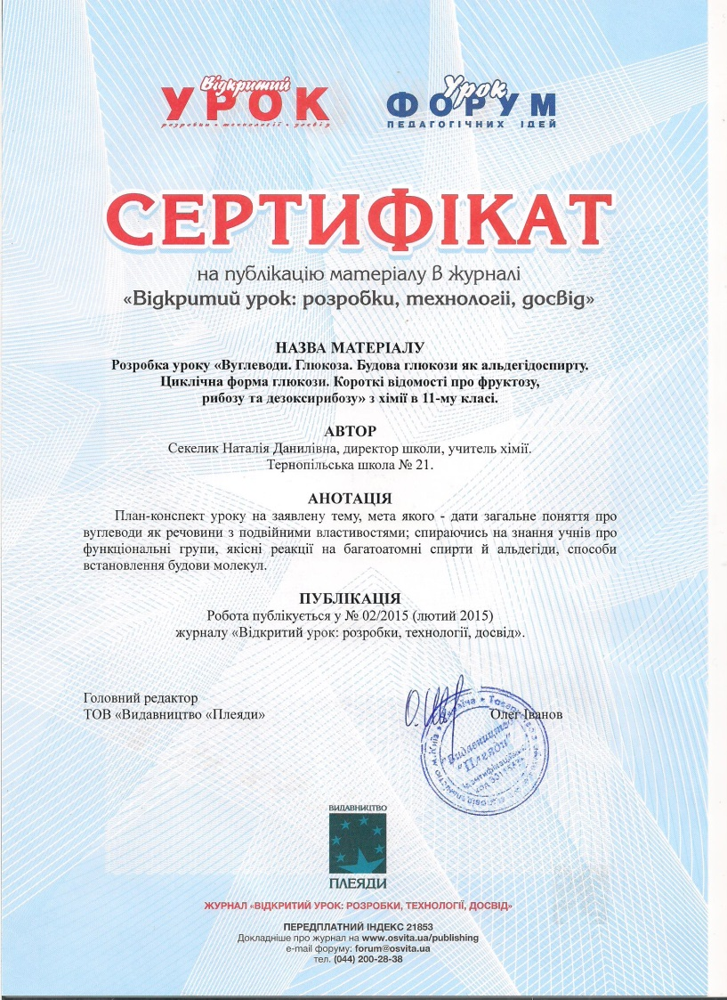 Відкритий
УРОК
розробки • технології • досвід
Урок
ФОРУМ
ПЕДАГОГІЧНИХ ІДЕЙ
СЕРТИФІКАТ
на публікацію матеріалу в журналі
«Відкритий урок: розробки, технологіі, досвід»
НАЗВА МАТЕРІАЛУ
Розробка уроку «Вуглеводи. Глюкоза. Будова глюкози як альдегідоспирту.
Циклічна форма глюкози. Короткі відомості про фруктозу,
рибозу та дезоксирибозу» з хімії в 11-му класі.
АВТОР
Секелик Наталія Данилівна, директор школи, учитель хімії.
Тернопільська школа № 21.
АНОТАЦІЯ
План-конспект уроку на заявлену тему, мета якого - дати загальне поняття про
вуглеводи як речовини з подвійними властивостями; спираючись на знання учнів про
функціональні групи, якісні реакції на багатоатомні спирти й альдегіди, способи
встановлення будови молекул.
ПУБЛІКАЦІЯ
Робота публікується у № 02/2015 (лютий 2015)
журналу «Відкритий урок: розробки, технології, досвід».
Головний редактор
ТОВ «Видавництво «Плеяди»
Олег Іванов
Україна
м.Київ
"Видавництво
"Плеяди"
ВИДАВНИЦТВО
ПЛЕЯДИ
ЖУРНАЛ «ВІДКРИТИЙ УРОК: РОЗРОБКИ, ТЕХНОЛОГІЇ, ДОСВІД»
ПЕРЕДПЛАТНИЙ ІНДЕКС 21853
Докладніше про журнал на www.osvita.ua/publishing
e-mail форуму: forum@osvita.ua
тел. (044) 200-28-38